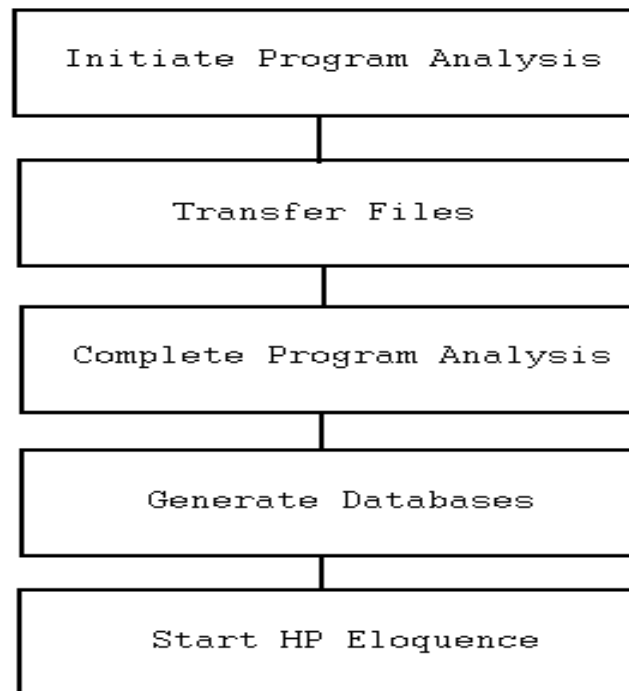 Initiate Program Analysis
Transfer Files
Complete Program Analysis
Generate Databases
Start HP Eloquence